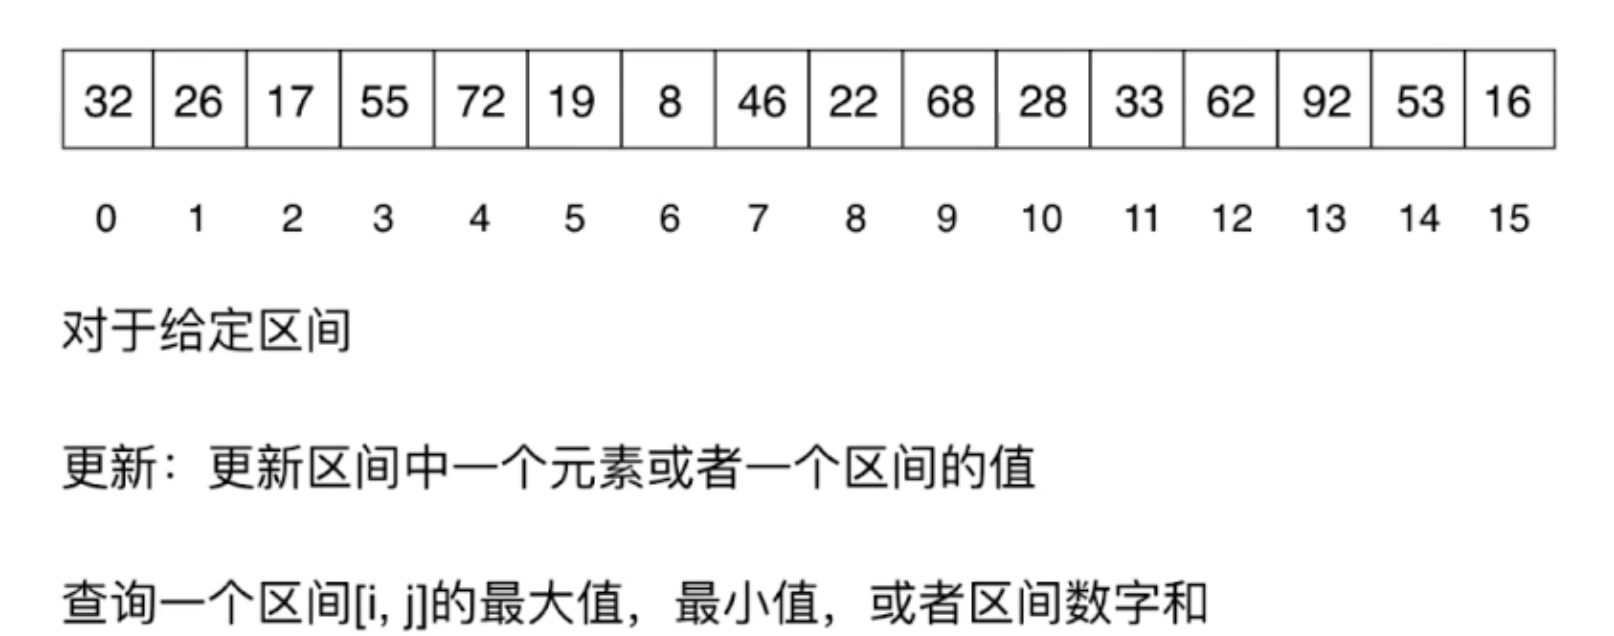 32 26 17 55 72 19 8 46 22 68 28 33 62 92 53 16
0 1 2 3 4 5 6 7 8 9 10 11 12 13 14 15
对于给定区间
更新：更新区间中一个元素或者一个区间的值
查询一个区间[i, j]的最大值，最小值，或者区间数字和